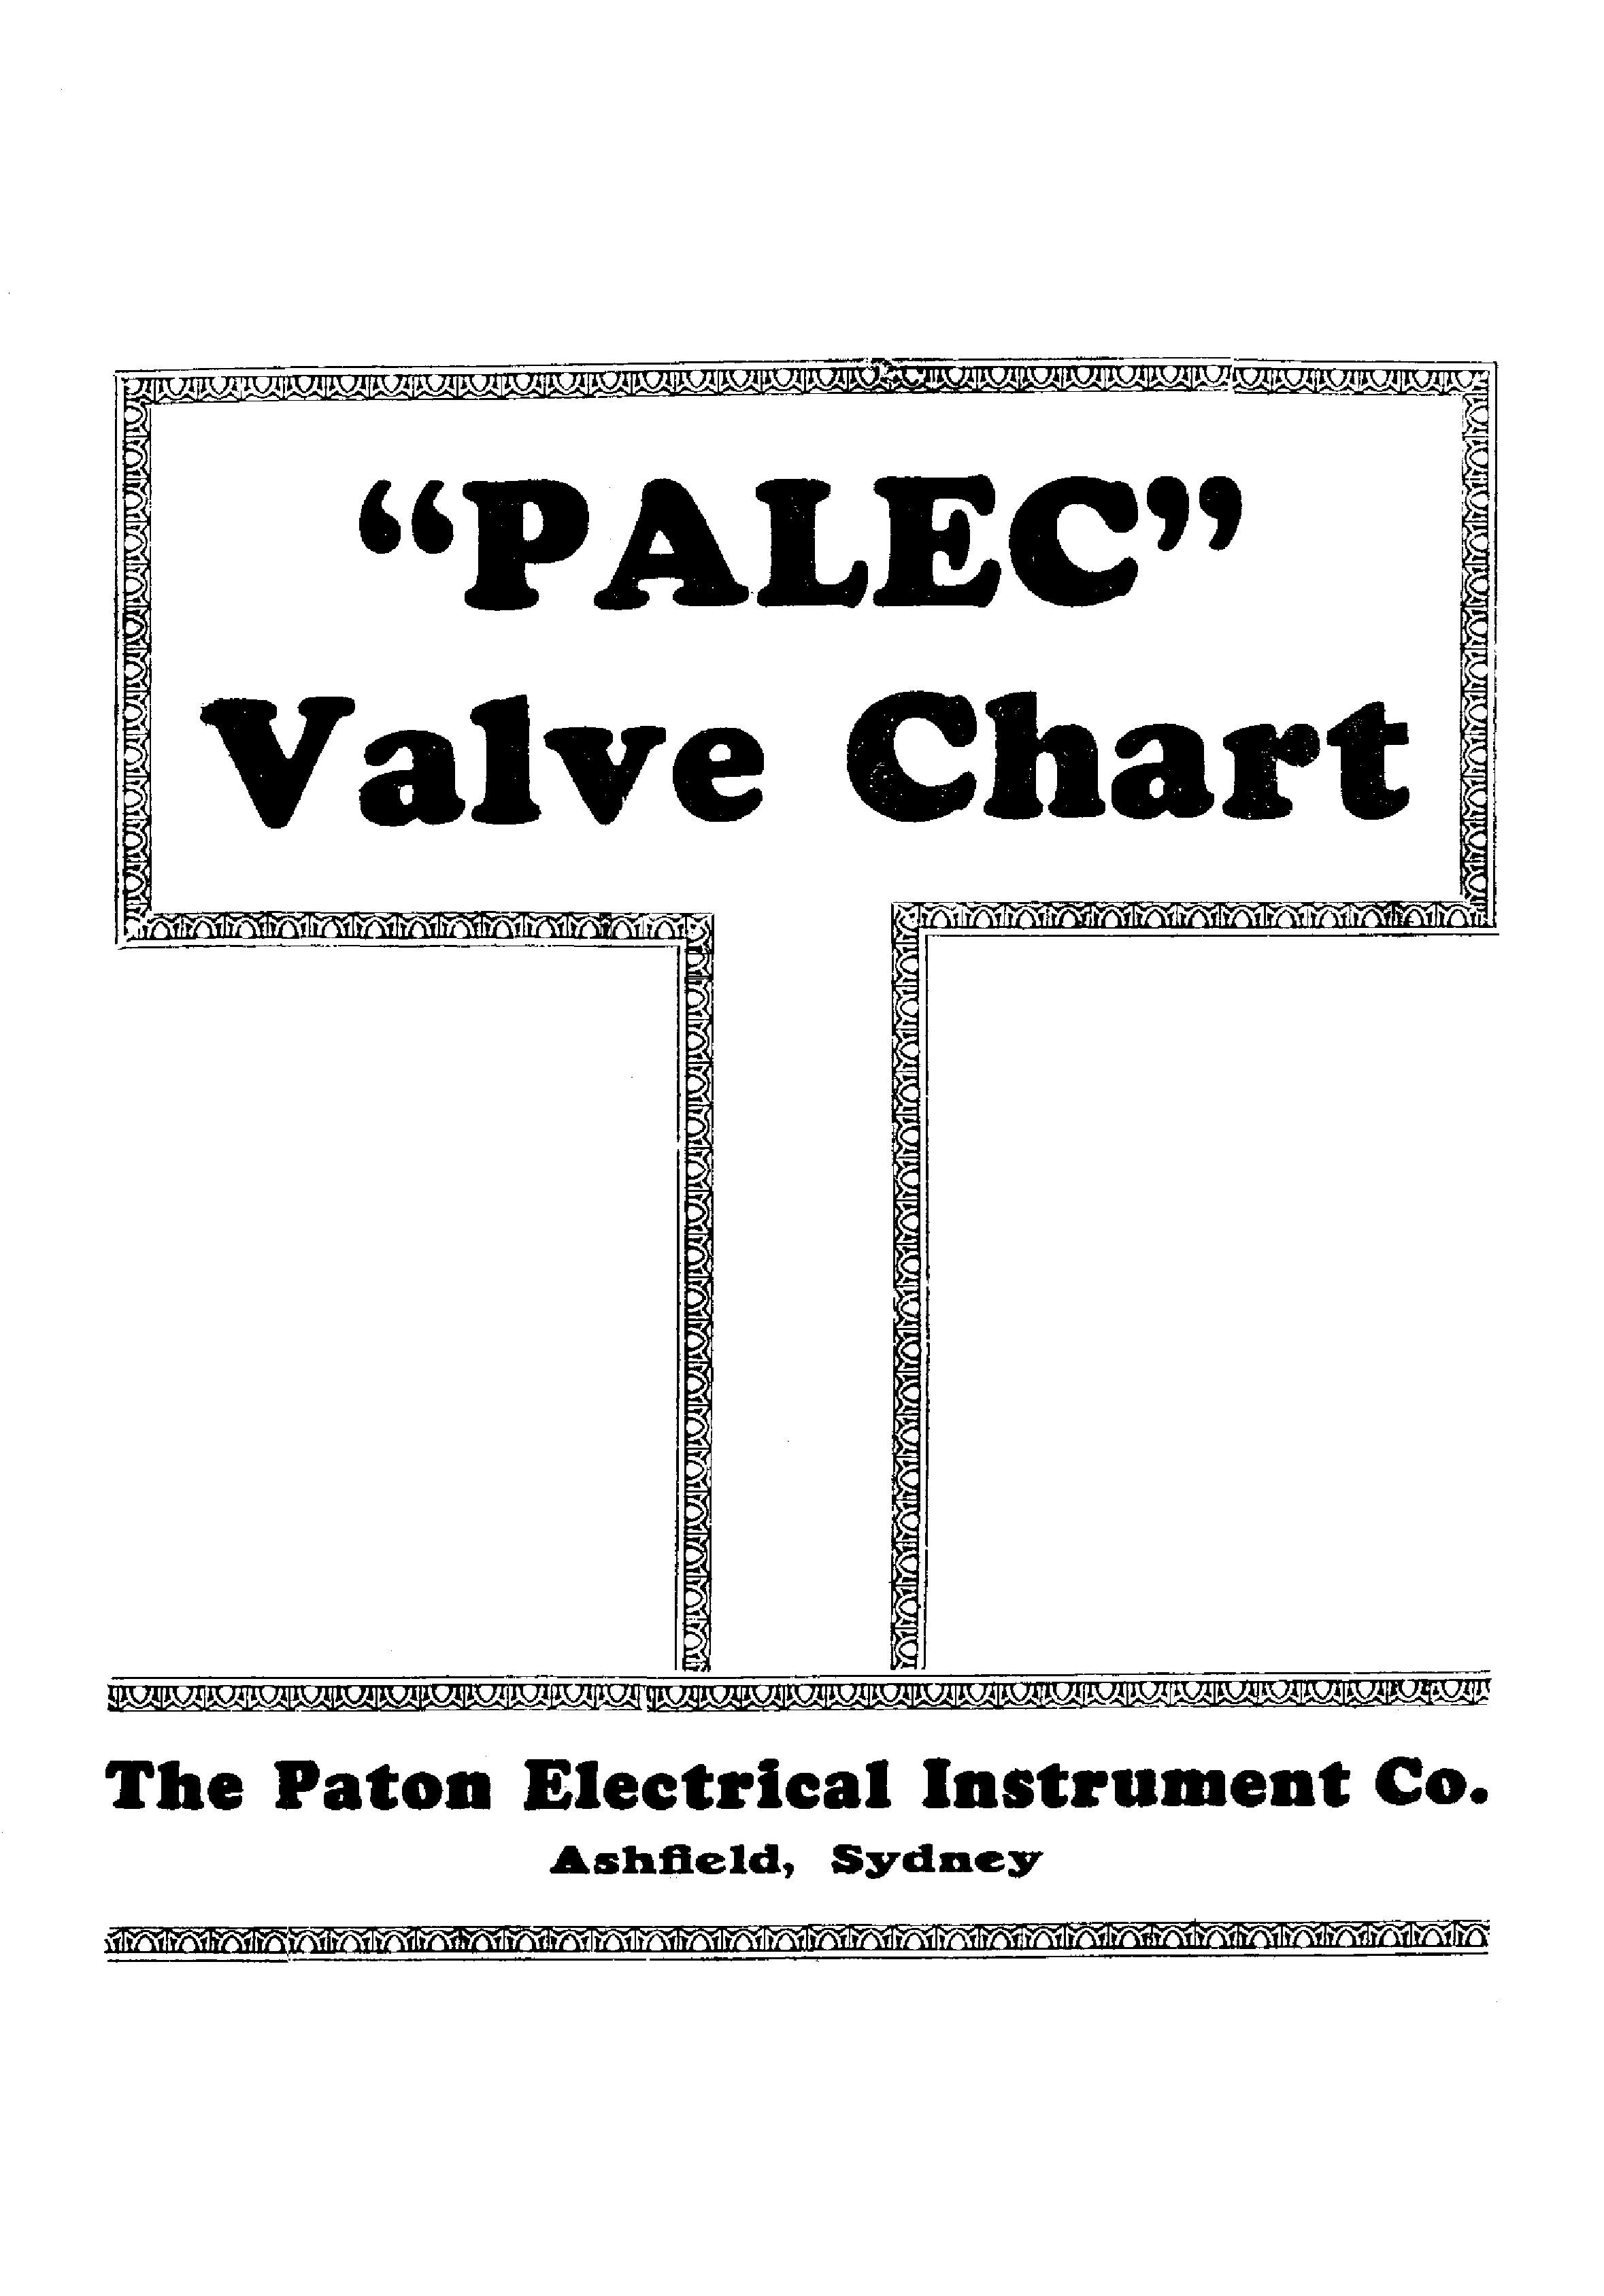 “PALEC”
Valve Chart
The Paton Electrical Instrument Co.
Ashfield, Sydney